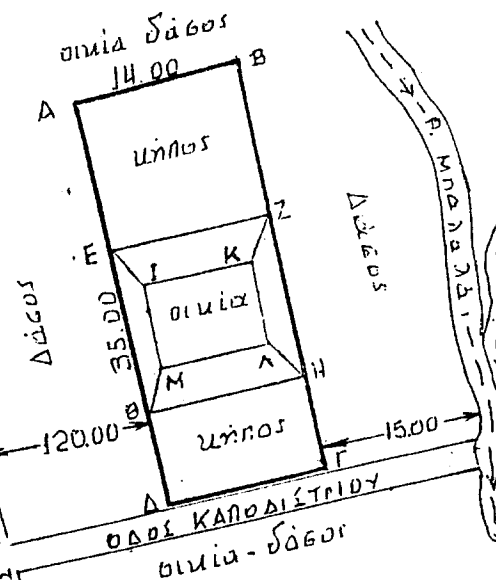 οικία δάσος
14.00
Α
Β
κήπος
Ρ. Μπαλαλάι
Ε
Ζ
Ι
Κ
Δάσος
οικία
Δάσος
35.00
Μ
Λ
Η
Θ
120.00
κήπος
15.00
Δ
Γ
ΟΔΟΣ ΚΑΠΟΔΙΣΤΡΙΟΥ
οικία - δάσος